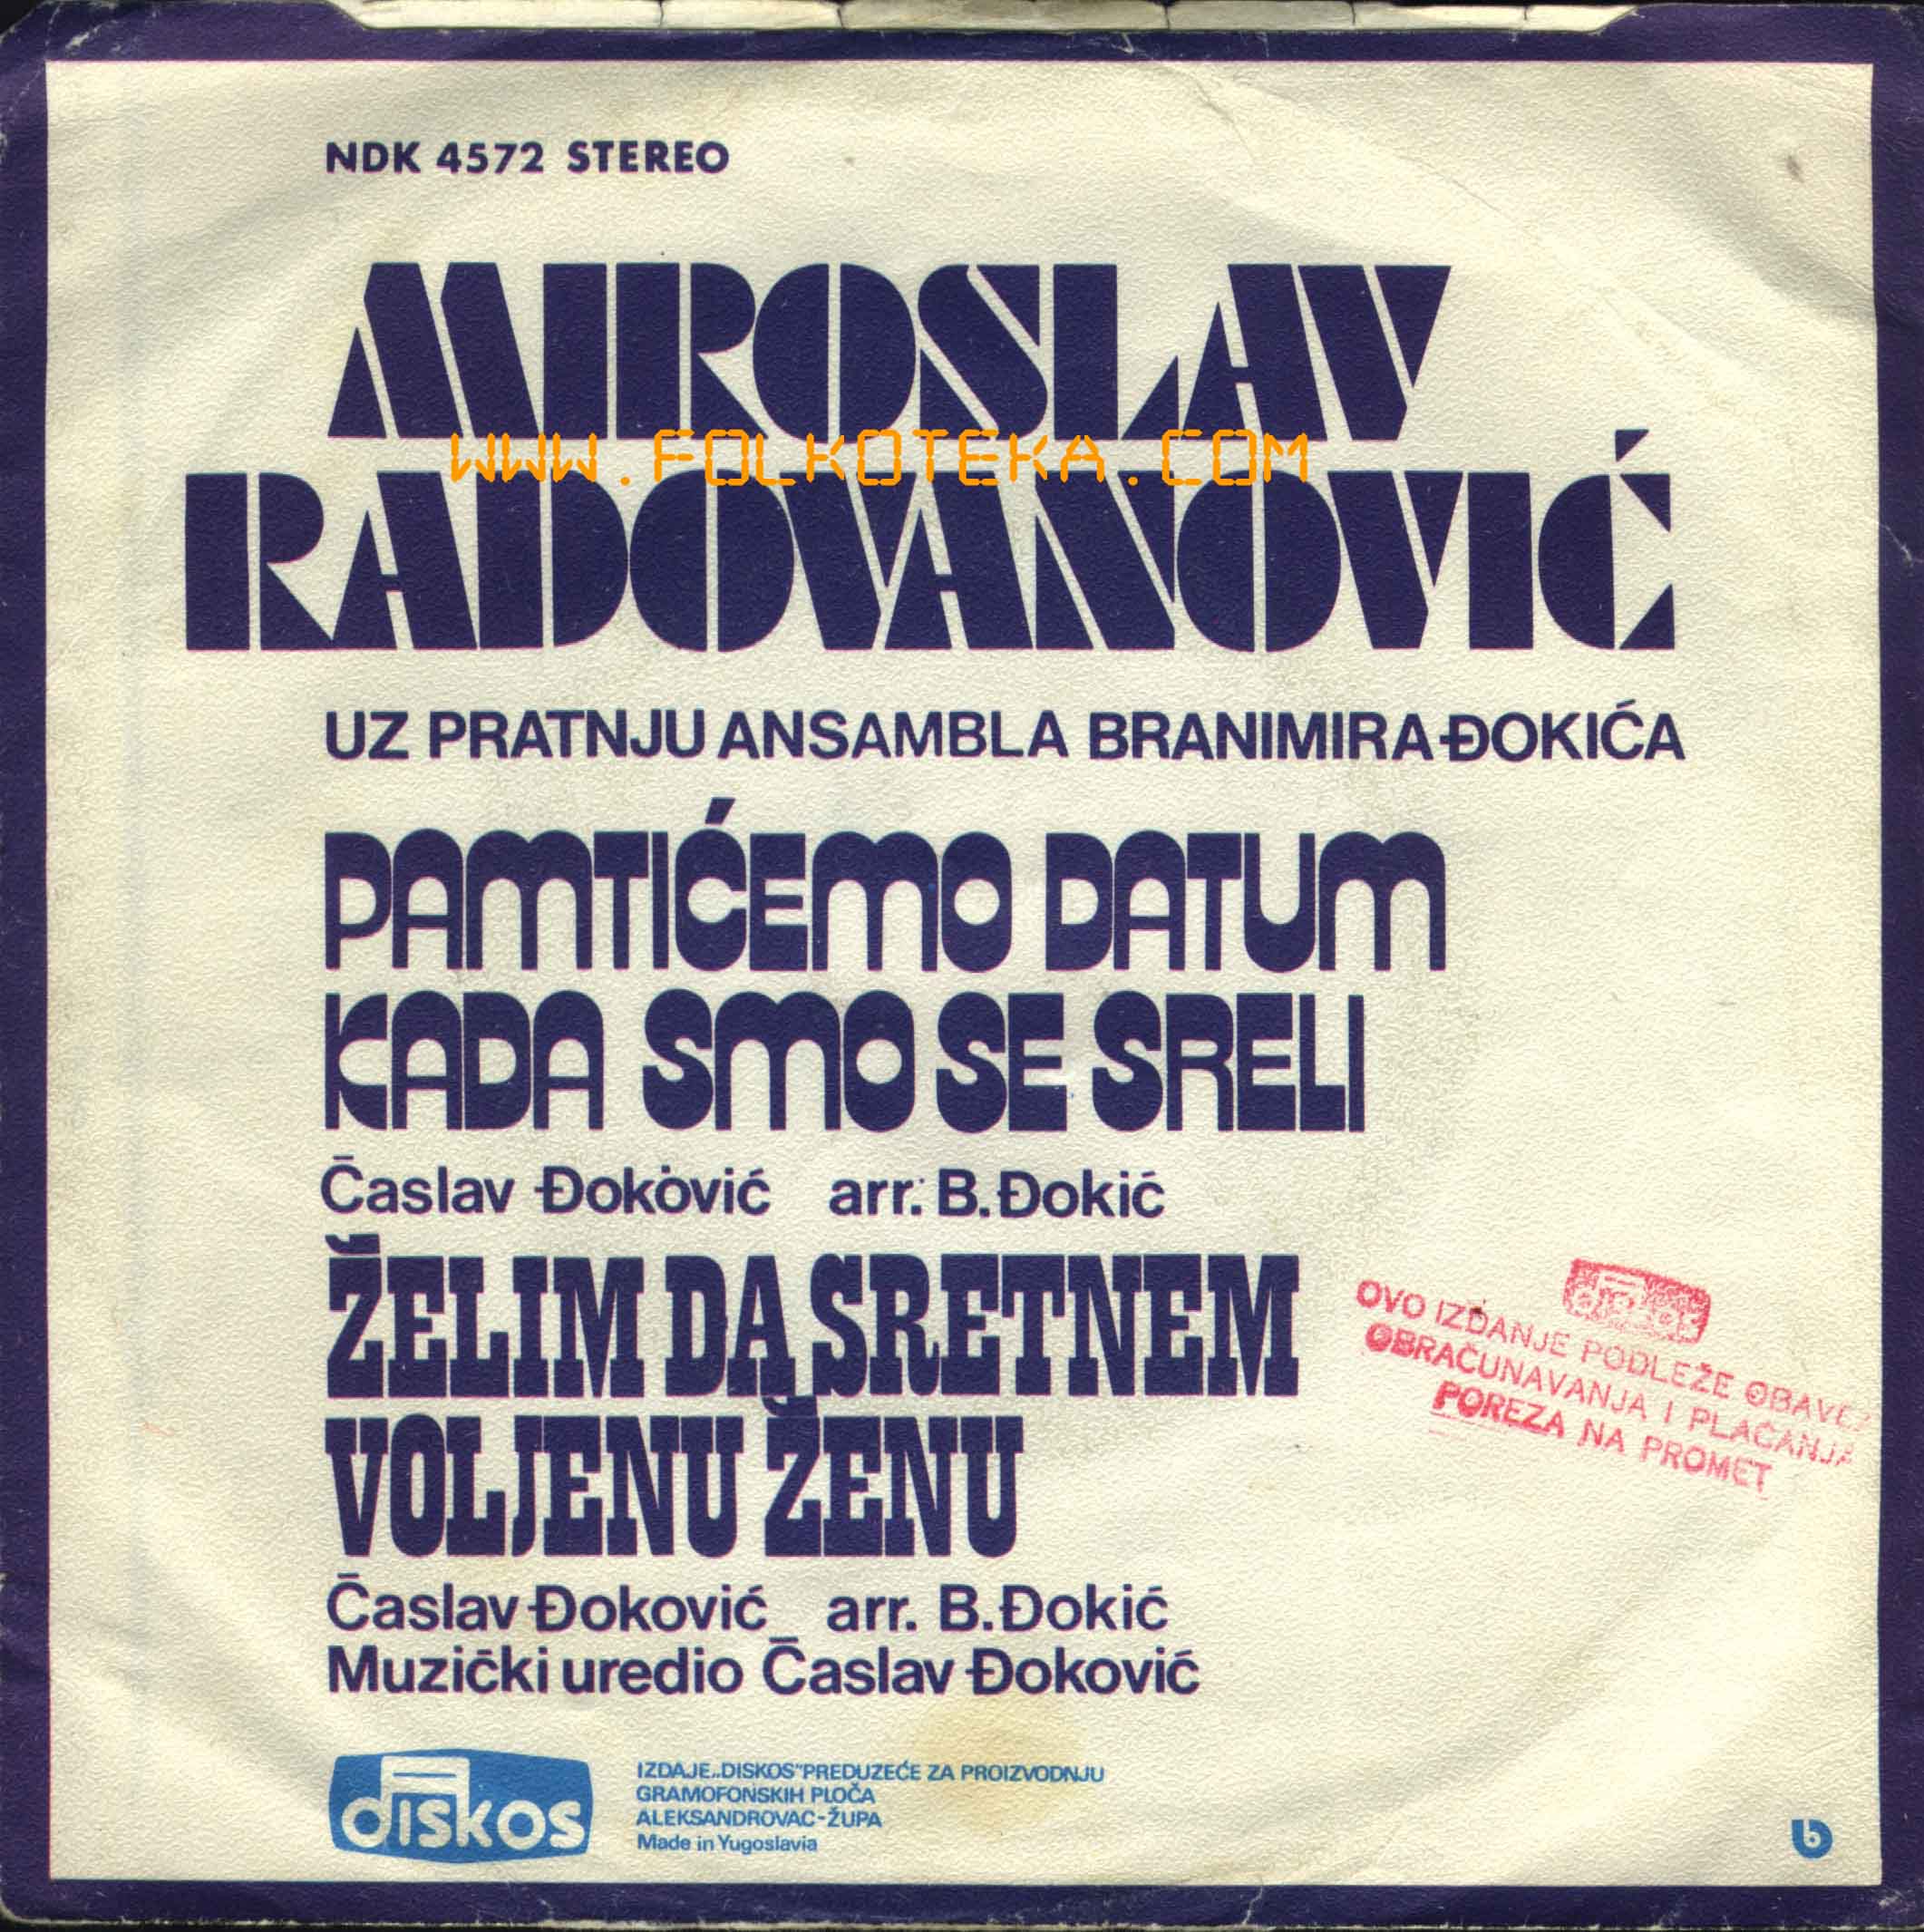 NDK 4572 STEREO
MIROSLAV
WWW.FOLKOTEKA.COM
RADOVANOVIĆ
UZ PRATNJU ANSAMBLA BRANIMIRA ĐOKIĆA
PAMTIĆEMO DATUM
KADA SMO SE SRELI
Časlav Đoković arr. B. Đokić
ŽELIM DA SRETNEM
VOLJENU ŽENU
Časlav Đoković arr. B. Đokić
Muzički uredio Časlav Đoković
diskos
OVO IZDANJE PODLEŽE
OBRAČUNAVANJA I PLAĆANJA
POREZA NA PROMET
diskos
IZDAJE „DISKOS" PREDUZEĆE ZA PROIZVODNJU
GRAMOFONSKIH PLOČA
ALEKSANDROVAC-ŽUPA
Made in Yugoslavia
b